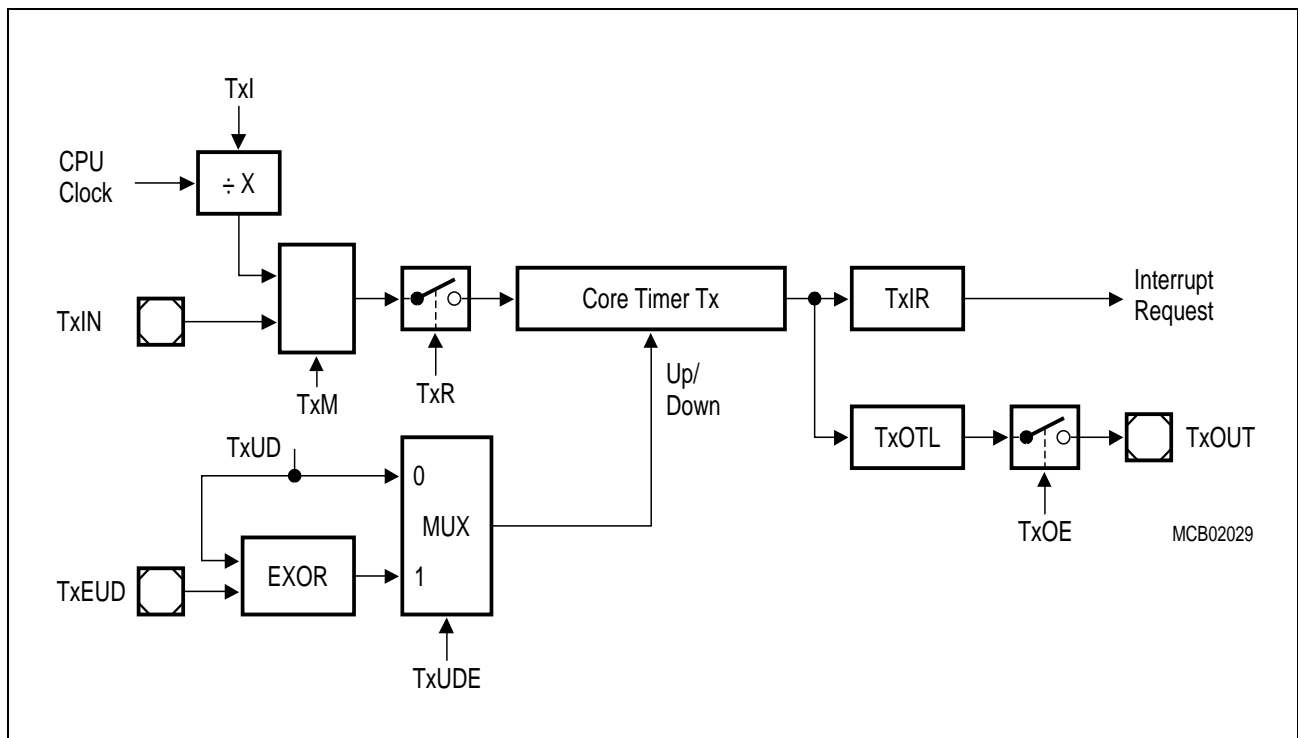 TxI
CPU
Clock
÷ X
TxIN
TxM
TxR
Core Timer Tx
TxIR
Interrupt
Request
Up/
Down
TxOTL
TxOUT
TxOE
TxUD
0
MUX
1
EXOR
TxEUD
TxUDE
MCB02029